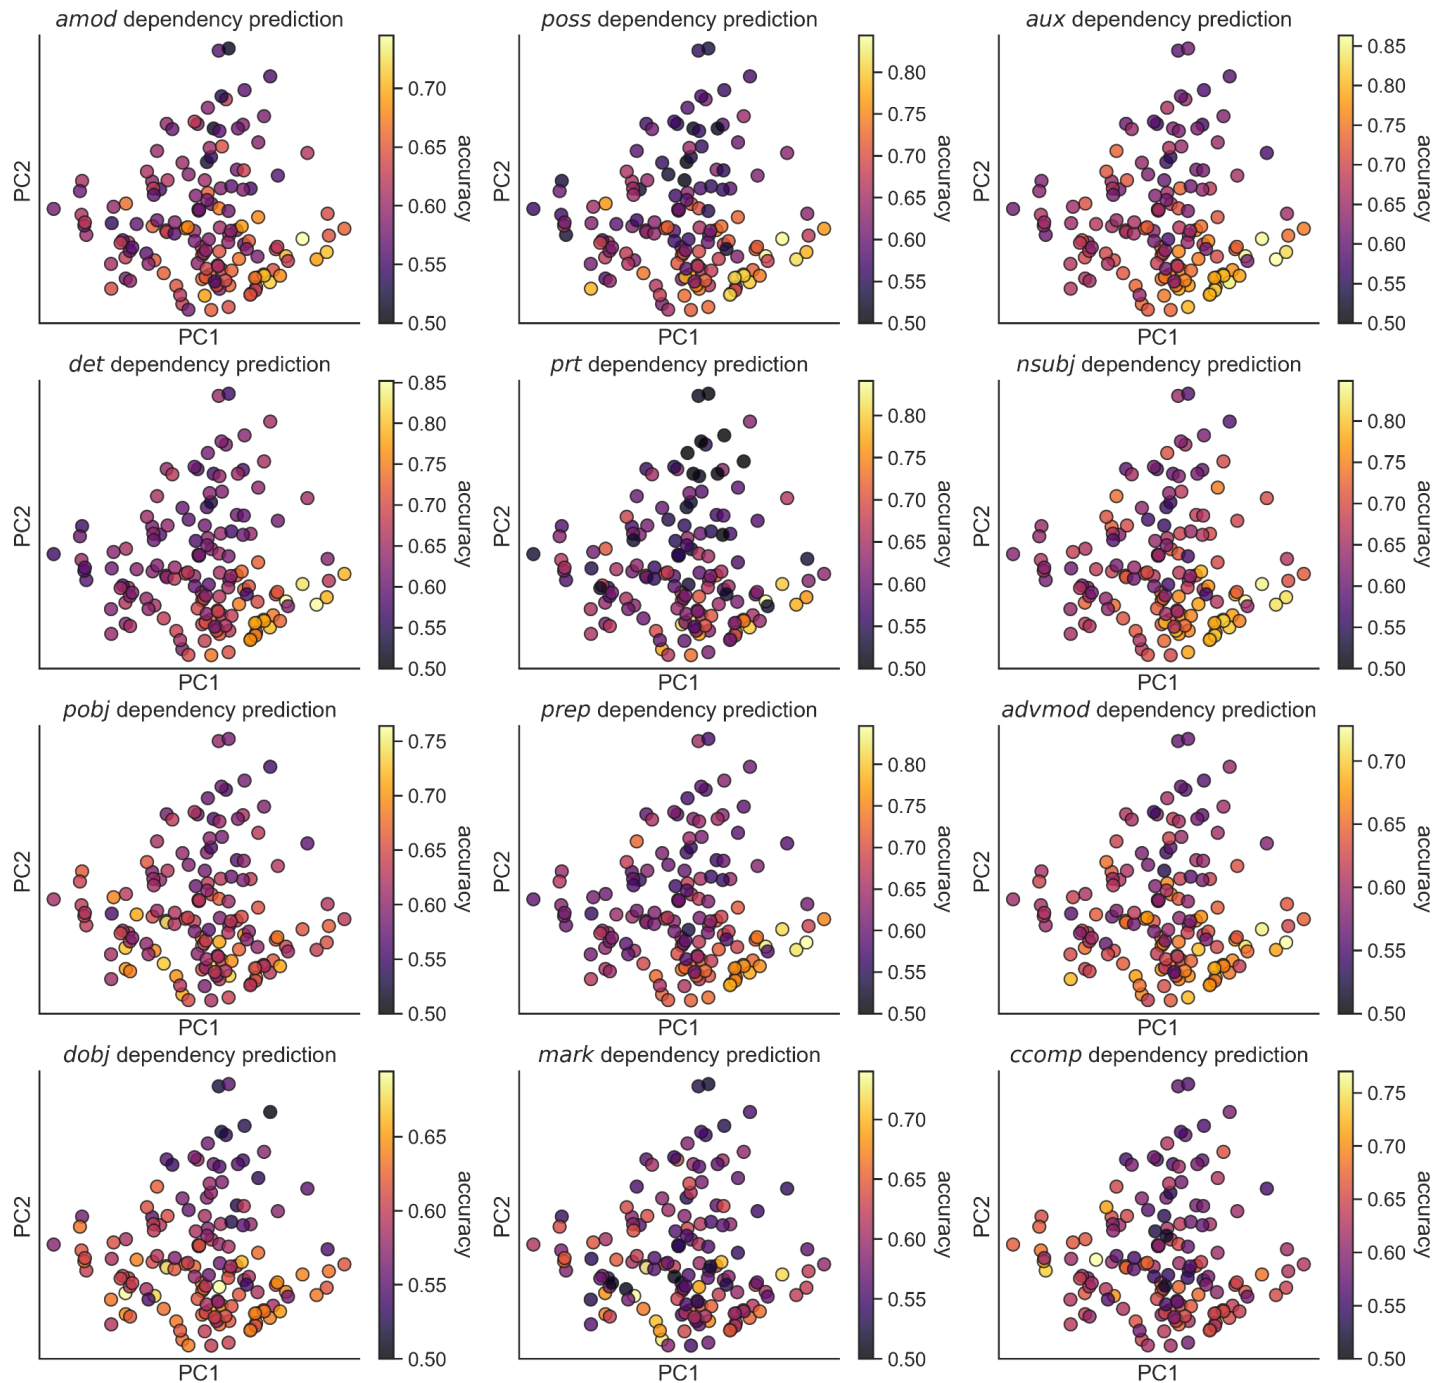 amod dependency prediction
PC2
PC1
0.70
0.65
0.60
0.55
0.50
accuracy
poss dependency prediction
PC2
PC1
0.80
0.75
0.70
0.65
0.60
0.55
0.50
accuracy
aux dependency prediction
PC2
PC1
0.85
0.80
0.75
0.70
0.65
0.60
0.55
0.50
accuracy
det dependency prediction
PC2
PC1
0.85
0.80
0.75
0.70
0.65
0.60
0.55
0.50
accuracy
prt dependency prediction
PC2
PC1
0.80
0.75
0.70
0.65
0.60
0.55
0.50
accuracy
nsubj dependency prediction
PC2
PC1
0.80
0.75
0.70
0.65
0.60
0.55
0.50
accuracy
pobj dependency prediction
PC2
PC1
0.75
0.70
0.65
0.60
0.55
0.50
accuracy
prep dependency prediction
PC2
PC1
0.80
0.75
0.70
0.65
0.60
0.55
0.50
accuracy
advmod dependency prediction
PC2
PC1
0.70
0.65
0.60
0.55
0.50
accuracy
dobj dependency prediction
PC2
PC1
0.65
0.60
0.55
0.50
accuracy
mark dependency prediction
PC2
PC1
0.70
0.65
0.60
0.55
0.50
accuracy
ccomp dependency prediction
PC2
PC1
0.75
0.70
0.65
0.60
0.55
0.50
accuracy